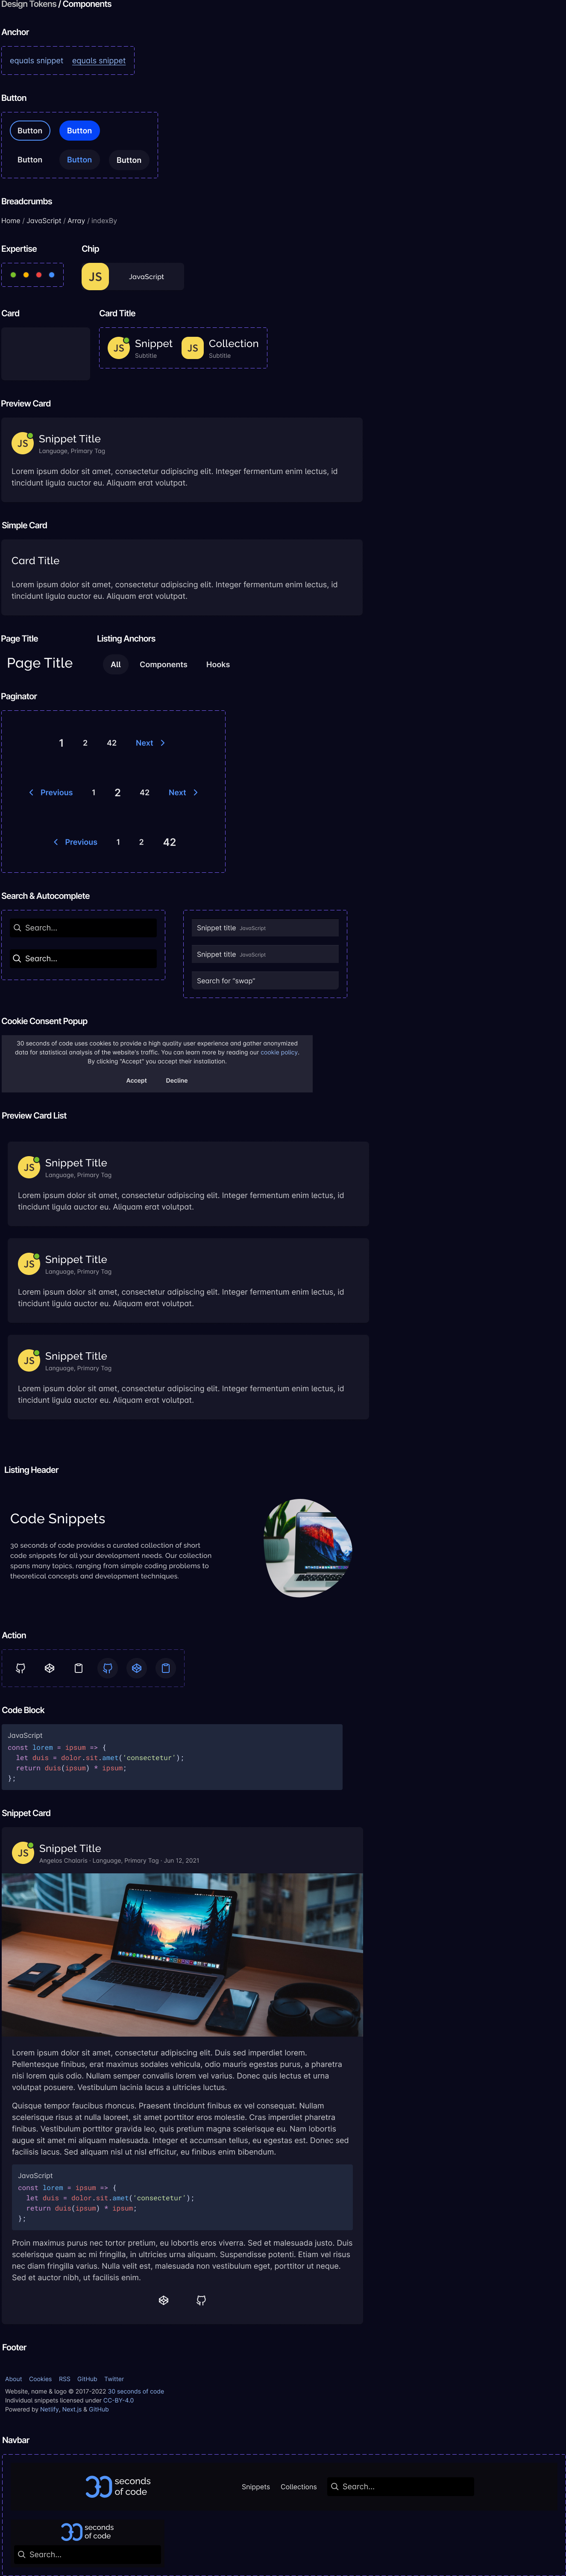 Design Tokens / Components
Anchor
equals snippet equals snippet
Button
Button Button
Button Button Button
Breadcrumbs
Home / JavaScript / Array / indexBy
Expertise Chip
JS JavaScript
Card Card Title
JS Snippet JS Collection
Subtitle Subtitle
Preview Card
JS Snippet Title
Language, Primary Tag
Lorem ipsum dolor sit amet, consectetur adipiscing elit. Integer fermentum enim lectus, id
tincidunt ligula auctor eu. Aliquam erat volutpat.
Simple Card
Card Title
Lorem ipsum dolor sit amet, consectetur adipiscing elit. Integer fermentum enim lectus, id
tincidunt ligula auctor eu. Aliquam erat volutpat.
Page Title Listing Anchors
Page Title All Components Hooks
Paginator
1 2 42 Next
Previous 1 2 42 Next
Previous 1 2 42
Search & Autocomplete
Search...
Search...
Snippet title JavaScript
Snippet title JavaScript
Search for "swap"
Cookie Consent Popup
30 seconds of code uses cookies to provide a high quality user experience and gather anonymized
data for statistical analysis of the website's traffic. You can learn more by reading our cookie policy.
By clicking "Accept" you accept their installation.
Accept Decline
Preview Card List
JS Snippet Title
Language, Primary Tag
Lorem ipsum dolor sit amet, consectetur adipiscing elit. Integer fermentum enim lectus, id
tincidunt ligula auctor eu. Aliquam erat volutpat.
JS Snippet Title
Language, Primary Tag
Lorem ipsum dolor sit amet, consectetur adipiscing elit. Integer fermentum enim lectus, id
tincidunt ligula auctor eu. Aliquam erat volutpat.
JS Snippet Title
Language, Primary Tag
Lorem ipsum dolor sit amet, consectetur adipiscing elit. Integer fermentum enim lectus, id
tincidunt ligula auctor eu. Aliquam erat volutpat.
Listing Header
Code Snippets
30 seconds of code provides a curated collection of short
code snippets for all your development needs. Our collection
spans many topics, ranging from simple coding problems to
theoretical concepts and development techniques.
Action
Code Block
JavaScript
const lorem = ipsum => {
let duis = dolor.sit.amet('consectetur');
return duis(ipsum) * ipsum;
};
Snippet Card
JS Snippet Title
Angelos Chalaris · Language, Primary Tag · Jun 12, 2021
Lorem ipsum dolor sit amet, consectetur adipiscing elit. Duis sed imperdiet lorem.
Pellentesque finibus, erat maximus sodales vehicula, odio mauris egestas purus, a pharetra
nisi lorem quis odio. Nullam semper convallis lorem vel varius. Donec quis lectus et urna
volutpat posuere. Vestibulum lacinia lacus a ultricies luctus.
Quisque tempor faucibus rhoncus. Praesent tincidunt finibus ex vel consequat. Nullam
scelerisque risus at nulla laoreet, sit amet porttitor eros molestie. Cras imperdiet pharetra
finibus. Vestibulum porttitor gravida leo, quis pretium magna scelerisque eu. Nam lobortis
augue sit amet mi aliquam malesuada. Integer et accumsan tellus, eu egestas est. Donec sed
facilisis lacus. Sed aliquam nisl ut nisl efficitur, eu finibus enim bibendum.
JavaScript
const lorem = ipsum => {
let duis = dolor.sit.amet('consectetur');
return duis(ipsum) * ipsum;
};
Proin maximus purus nec tortor pretium, eu lobortis eros viverra. Sed et malesuada justo. Duis
scelerisque quam ac mi fringilla, in ultricies urna aliquam. Suspendisse potenti. Etiam vel risus
nec diam fringilla varius. Nulla velit est, malesuada non vestibulum eget, porttitor ut neque.
Sed et auctor nibh, ut facilisis enim.
Footer
About Cookies RSS GitHub Twitter
Website, name & logo © 2017-2022 30 seconds of code
Individual snippets licensed under CC-BY-4.0
Powered by Netlify, Next.js & GitHub
Navbar
30 seconds
of code
Snippets Collections Search...
30 seconds
of code
Search...